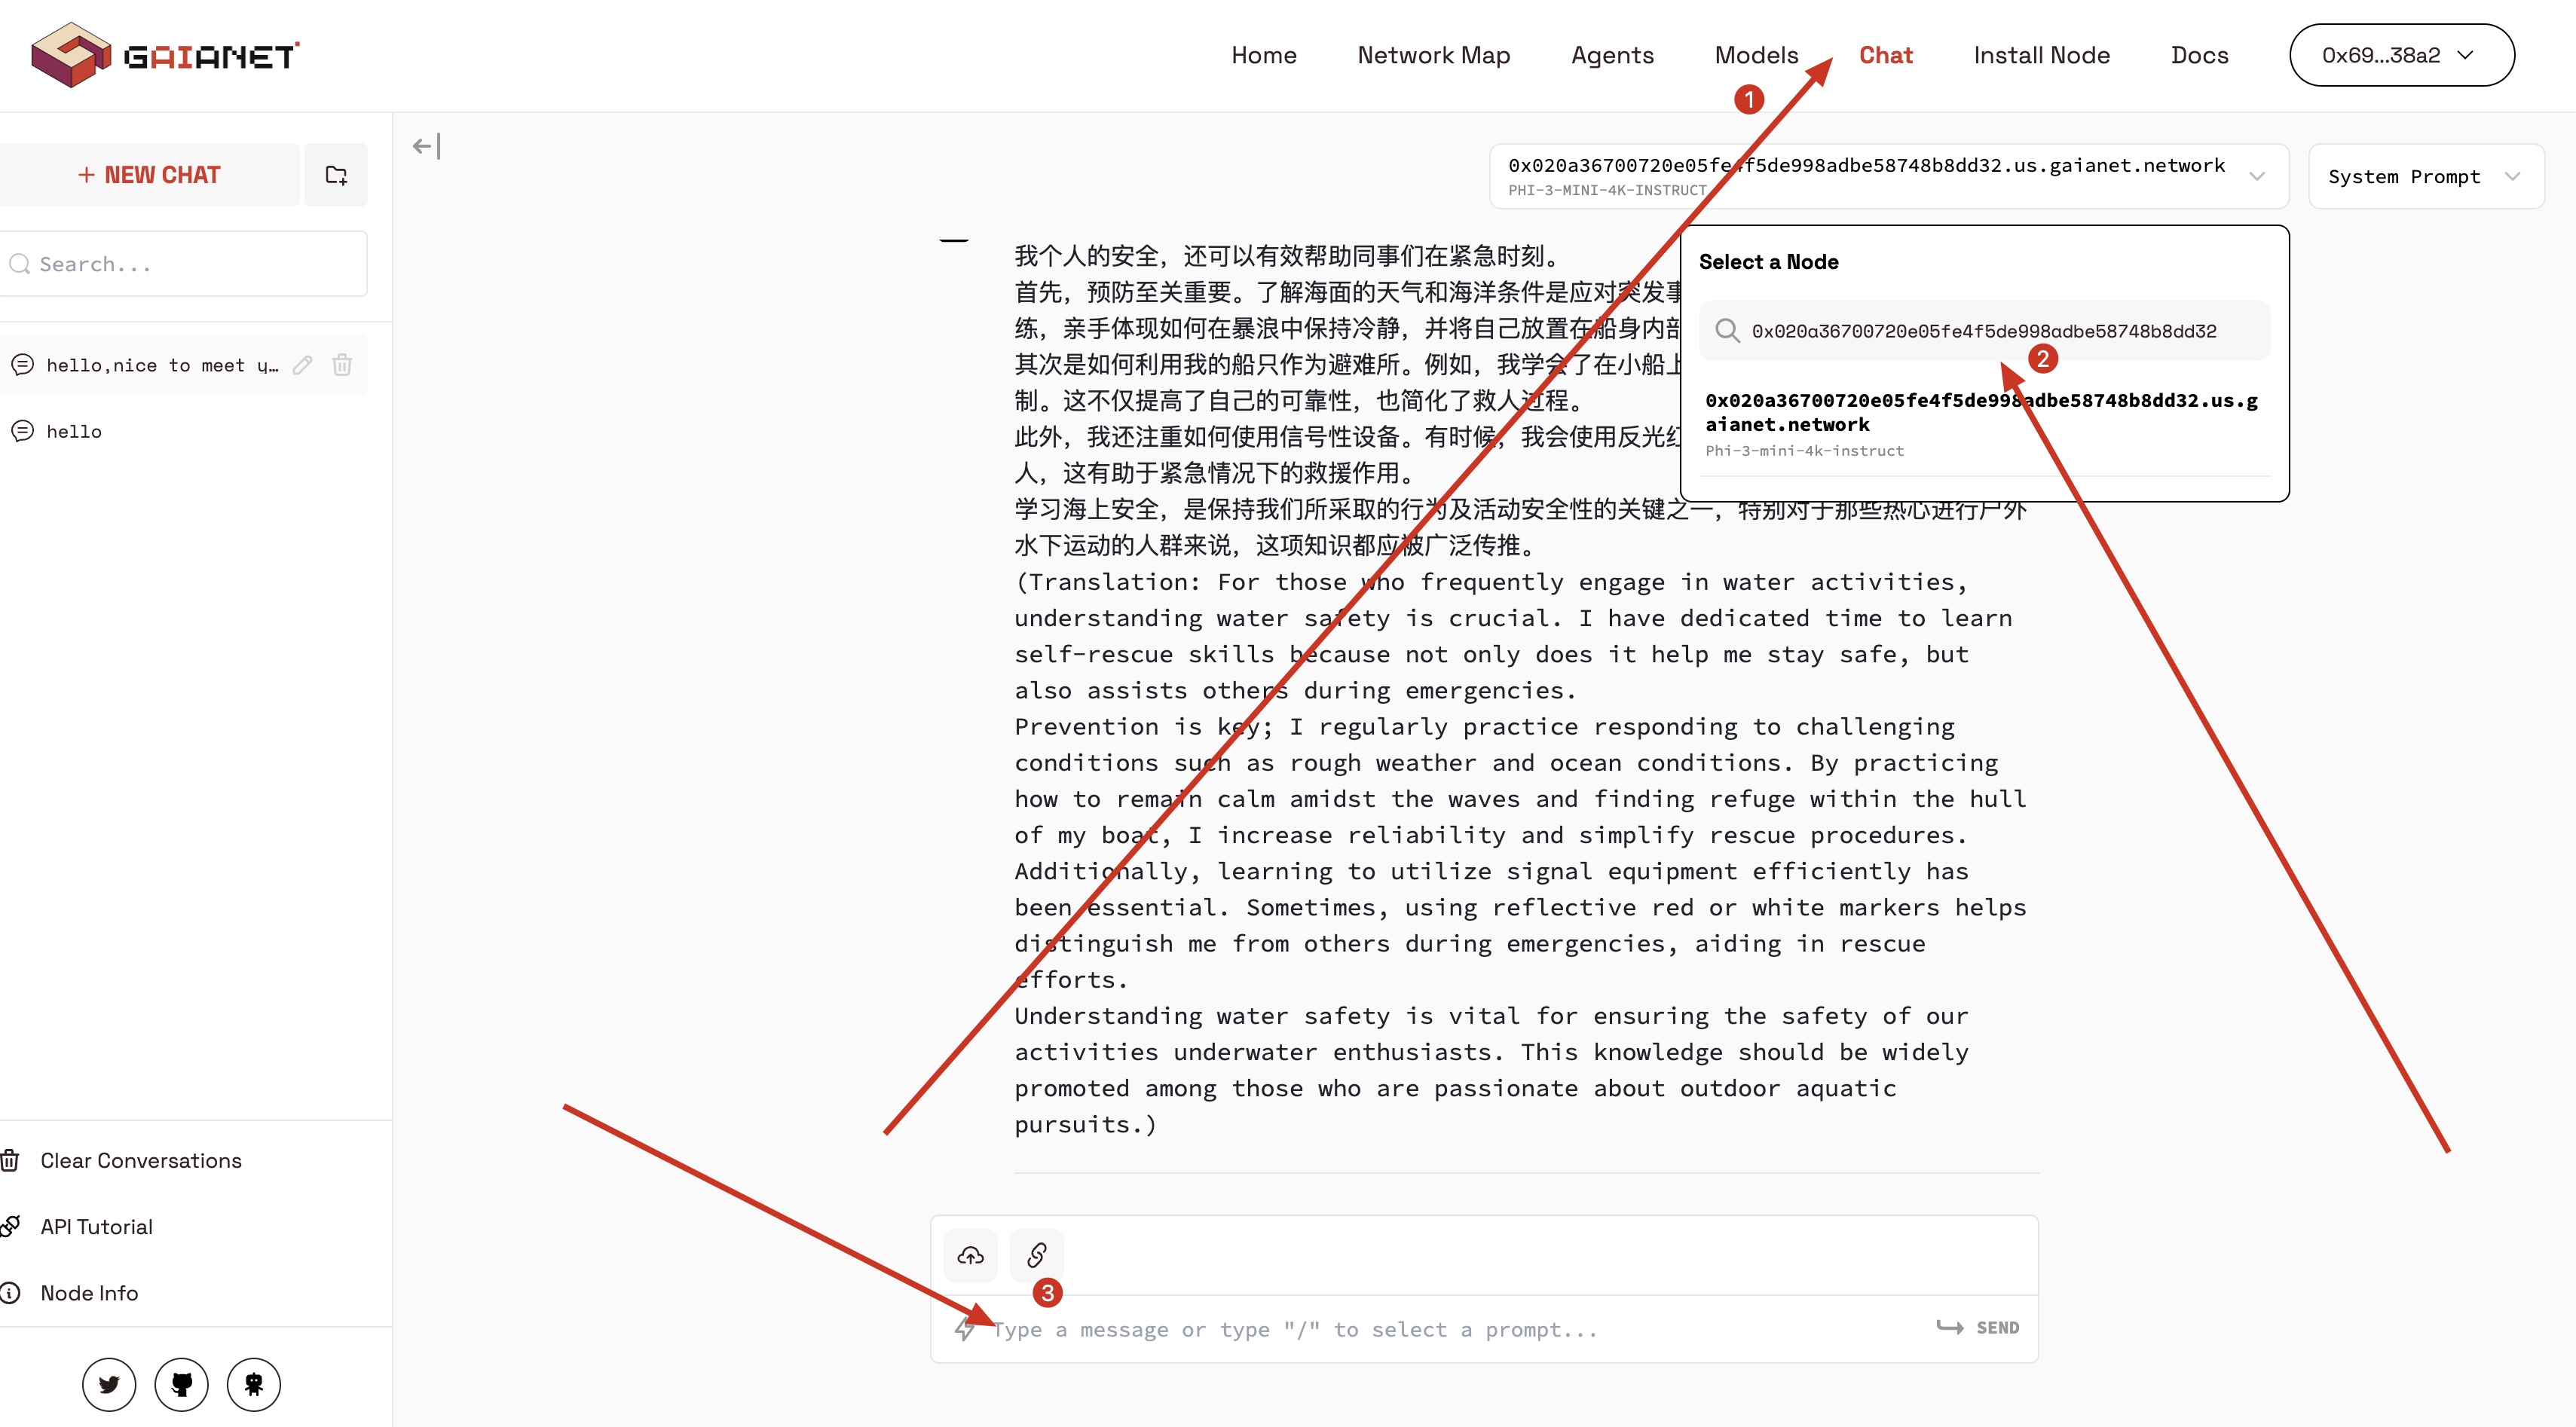 GAIANET
Home
Network Map
Agents
Models
Chat
Install Node
Docs
0x69...38a2
1
+ NEW CHAT
Search...
hello,nice to meet y…
hello
0x020a36700720e05fe4f5de998adbe58748b8dd32.us.gaianet.network
PHI-3-MINI-4K-INSTRUCT
System Prompt
Select a Node
0x020a36700720e05fe4f5de998adbe58748b8dd32
2
0x020a36700720e05fe4f5de998adbe58748b8dd32.us.g
aianet.network
Phi-3-mini-4k-instruct
我个人的安全，还可以有效帮助同事们在紧急时刻。
首先，预防至关重要。了解海面的天气和海洋条件是应对突发事
练，亲手体现如何在暴浪中保持冷静，并将自己放置在船身内部
其次是如何利用我的船只作为避难所。例如，我学会了在小船上
制。这不仅提高了自己的可靠性，也简化了救人过程。
此外，我还注重如何使用信号性设备。有时候，我会使用反光红
人，这有助于紧急情况下的救援作用。
学习海上安全，是保持我们所采取的行为及活动安全性的关键之一，特别对于那些热心进行户外
水下运动的人群来说，这项知识都应被广泛传推。
(Translation: For those who frequently engage in water activities,
understanding water safety is crucial. I have dedicated time to learn
self-rescue skills because not only does it help me stay safe, but
also assists others during emergencies.
Prevention is key; I regularly practice responding to challenging
conditions such as rough weather and ocean conditions. By practicing
how to remain calm amidst the waves and finding refuge within the hull
of my boat, I increase reliability and simplify rescue procedures.
Additionally, learning to utilize signal equipment efficiently has
been essential. Sometimes, using reflective red or white markers helps
distinguish me from others during emergencies, aiding in rescue
efforts.
Understanding water safety is vital for ensuring the safety of our
activities underwater enthusiasts. This knowledge should be widely
promoted among those who are passionate about outdoor aquatic
pursuits.)
Clear Conversations
API Tutorial
Node Info
3
Type a message or type "/" to select a prompt...
SEND